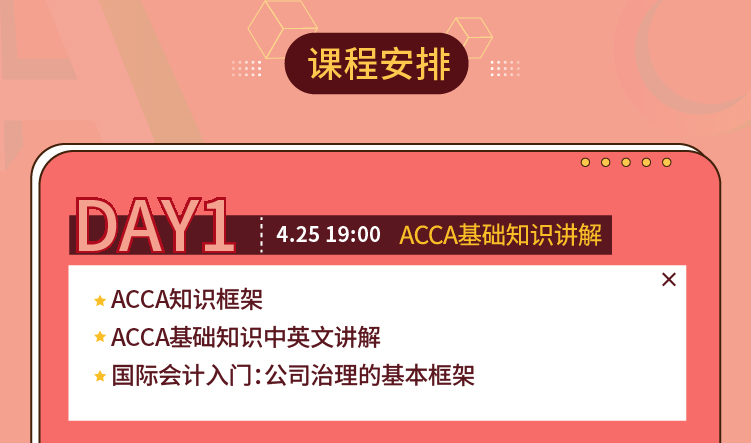 课程安排
DAY1 4.25 19:00 ACCA基础知识讲解
ACCA知识框架
ACCA基础知识中英文讲解
国际会计入门：公司治理的基本框架